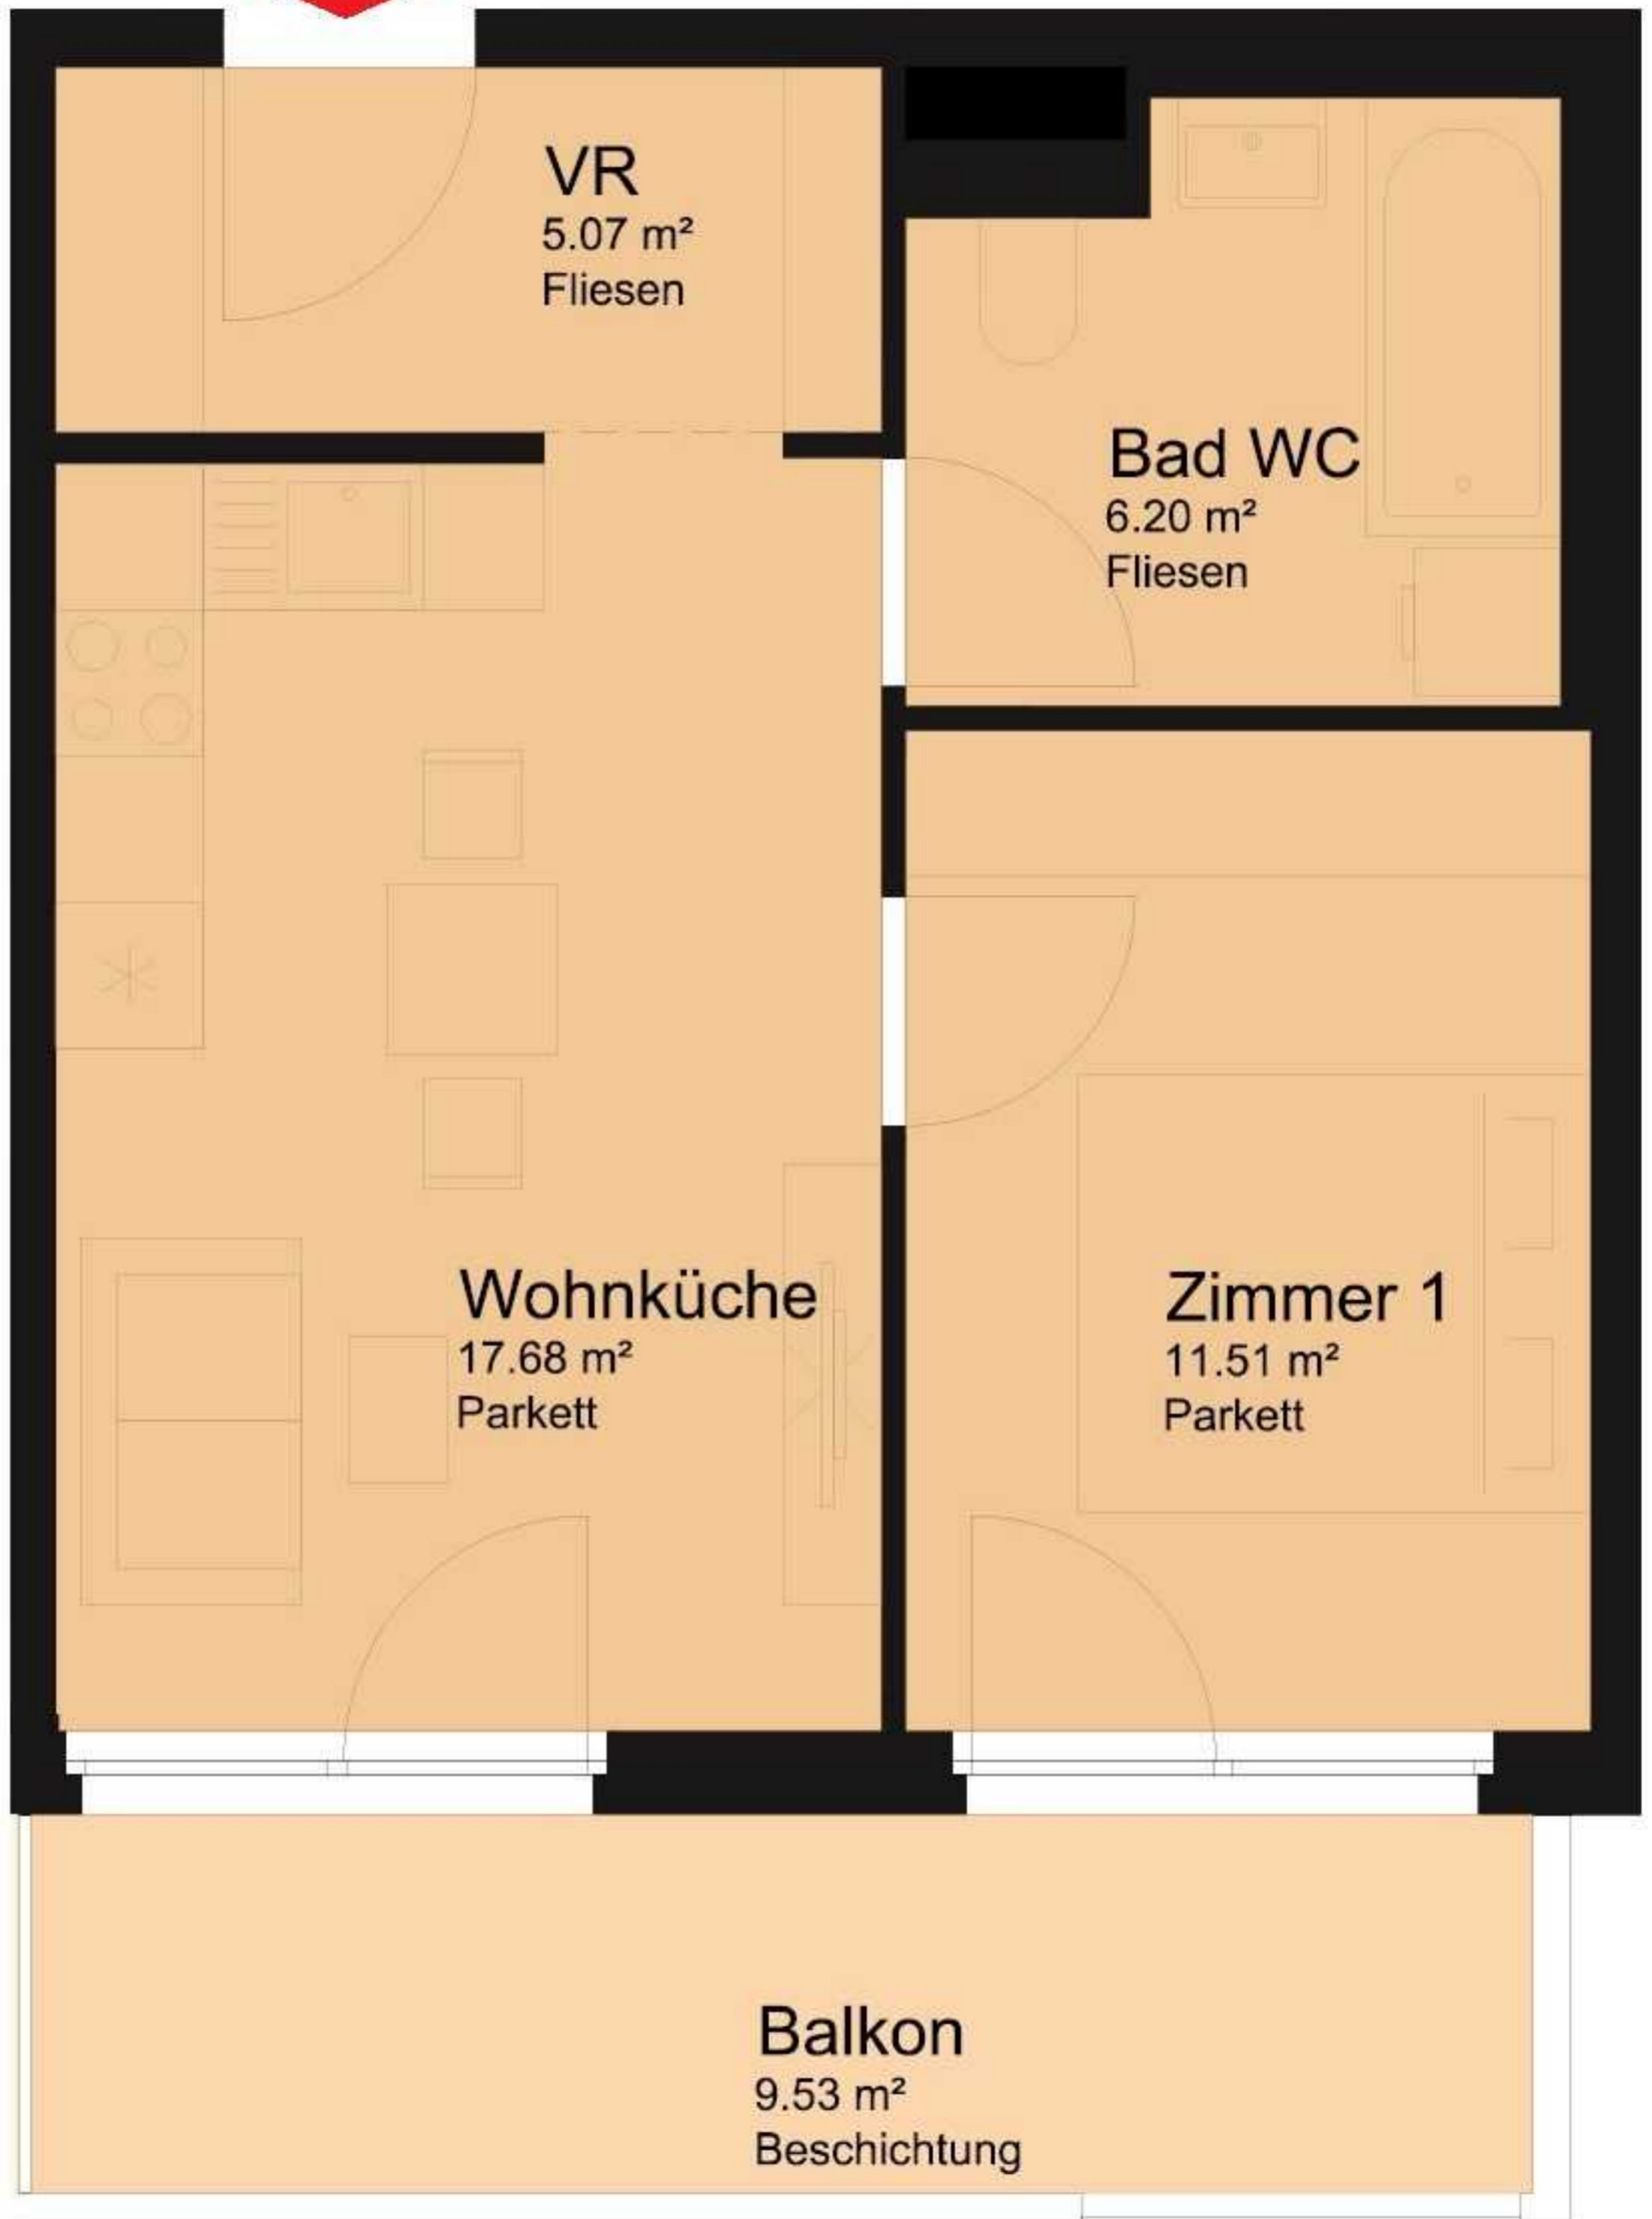 VR
5.07 m²
Fliesen
Bad WC
6.20 m²
Fliesen
Wohnküche
17.68 m²
Parkett
Zimmer 1
11.51 m²
Parkett
Balkon
9.53 m²
Beschichtung